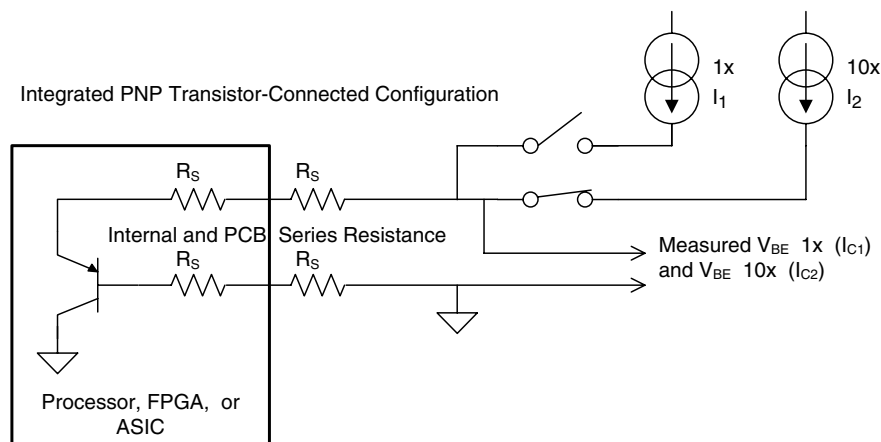 1x
I1
10x
I2
Integrated PNP Transistor-Connected Configuration
RS
RS
Internal and PCB Series Resistance
RS
RS
Measured VBE 1x (IC1)
and VBE 10x (IC2)
Processor, FPGA, or
ASIC